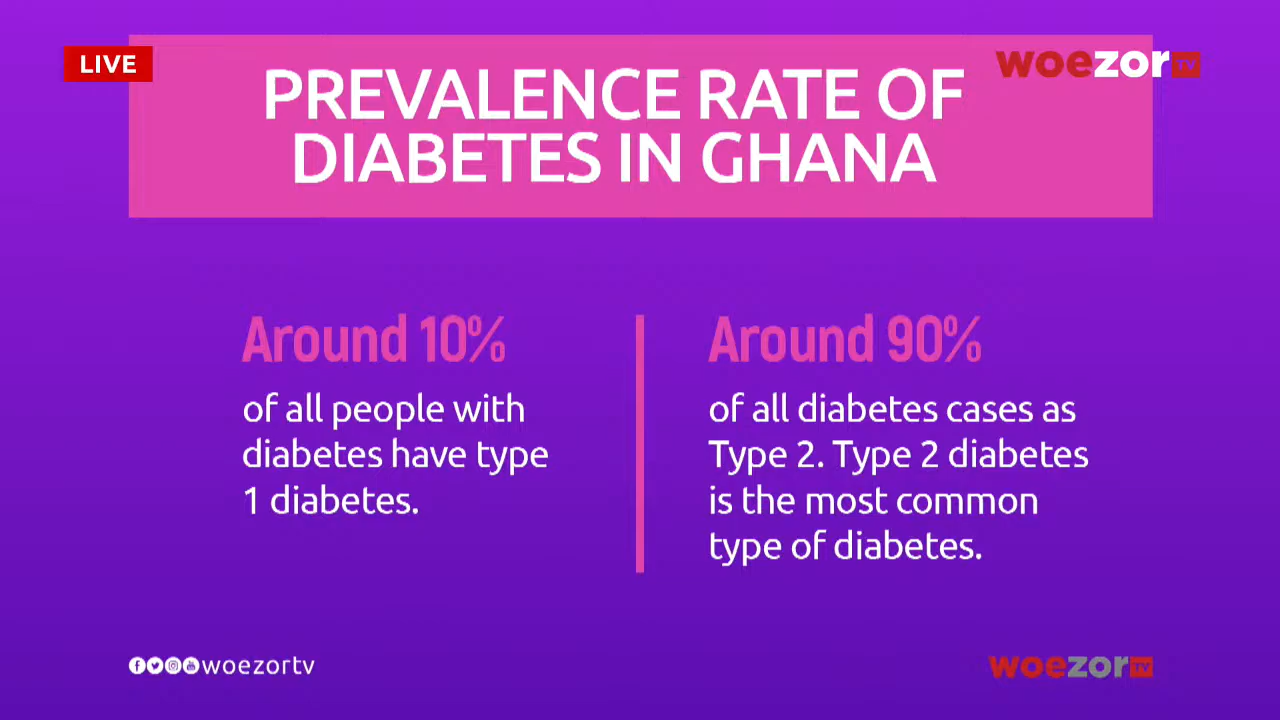 LIVE
woezor TV
PREVALENCE RATE OF
DIABETES IN GHANA
Around 10%
of all people with
diabetes have type
1 diabetes.
Around 90%
of all diabetes cases as
Type 2. Type 2 diabetes
is the most common
type of diabetes.
woezortv
woezor TV